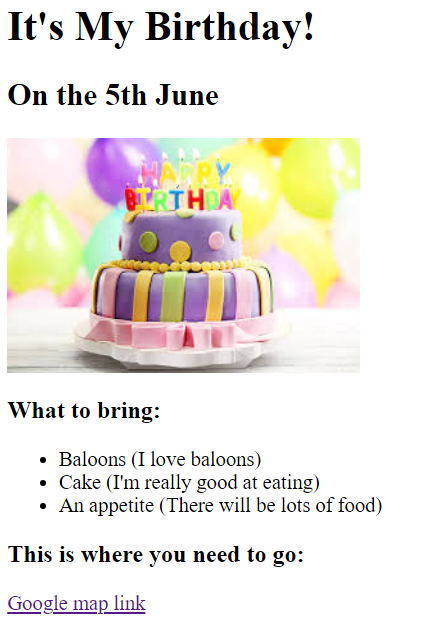 It's My Birthday!
On the 5th June
HAPPY
BIRTHDAY
What to bring:
Baloons (I love baloons)
Cake (I'm really good at eating)
An appetite (There will be lots of food)
This is where you need to go:
Google map link